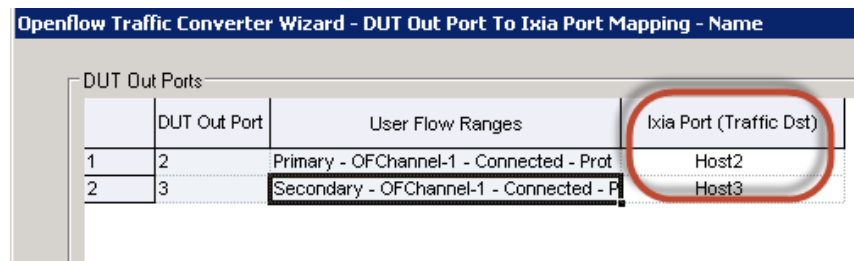 Openflow Traffic Converter Wizard - DUT Out Port To Ixia Port Mapping - Name
DUT Out Ports
DUT Out Port User Flow Ranges Ixia Port (Traffic Dst)
1 2 Primary - OFChannel-1 - Connected - Prot Host2
2 3 Secondary - OFChannel-1 - Connected - P Host3